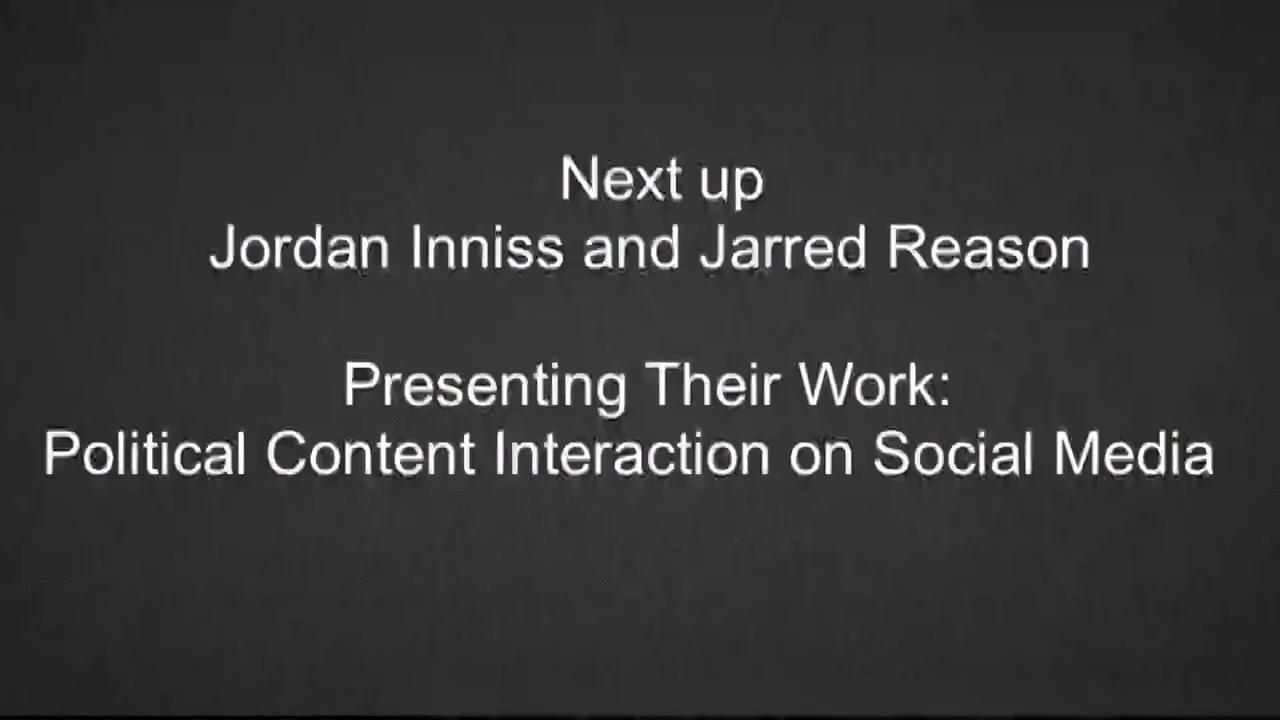 Next up
Jordan Inniss and Jarred Reason
Presenting Their Work:
Political Content Interaction on Social Media